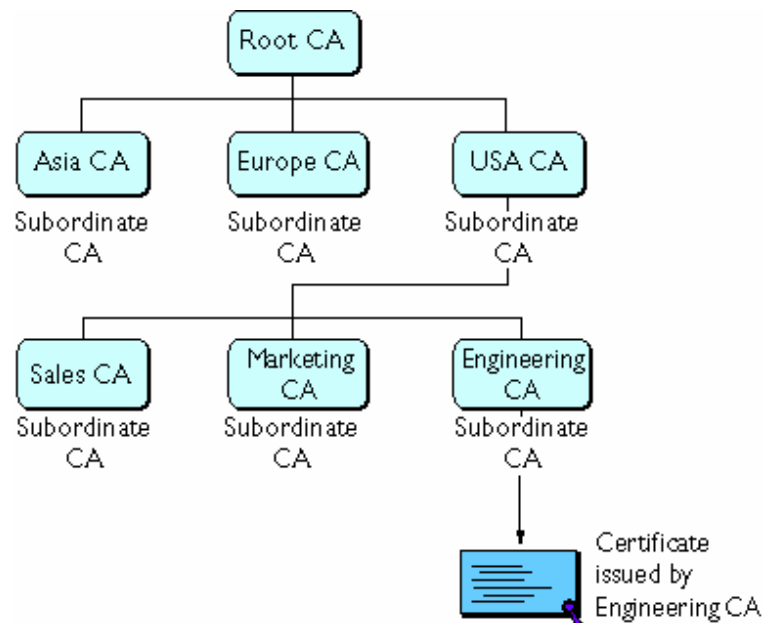 Root CA
Asia CA
Europe CA
USA CA
Subordinate
CA
Subordinate
CA
Subordinate
CA
Sales CA
Marketing
CA
Engineering
CA
Subordinate
CA
Subordinate
CA
Subordinate
CA
Certificate
issued by
Engineering CA